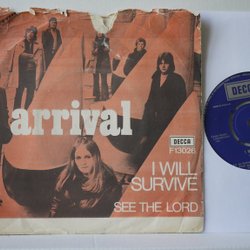 arrival
DECCA
F13026
I WILL
SURVIVE
SEE THE LORD
DECCA